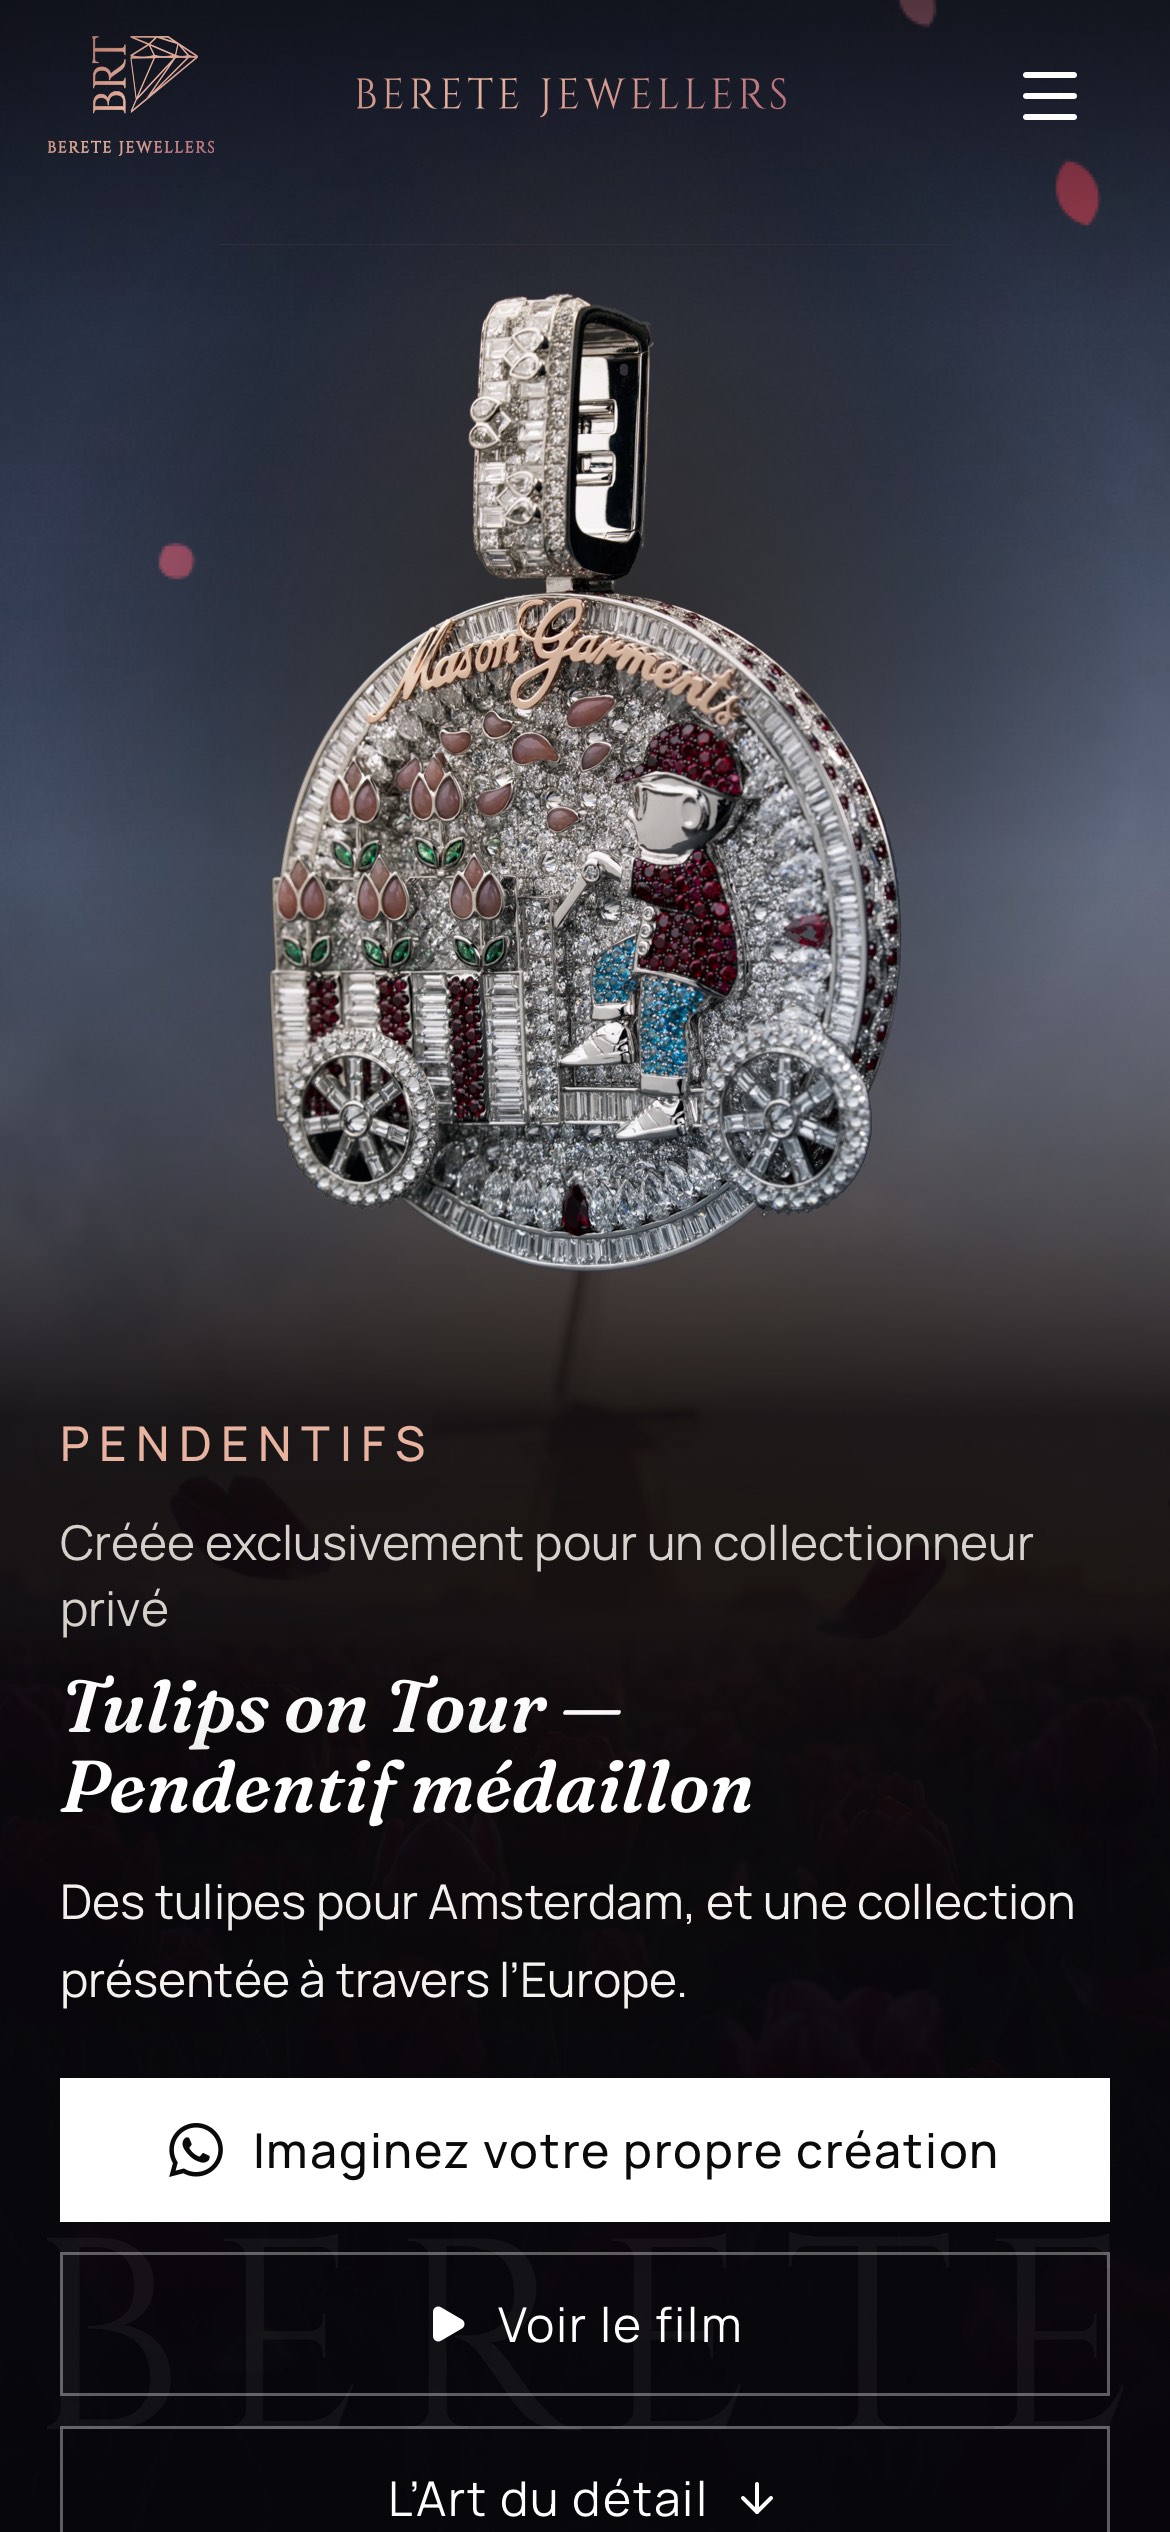 BRT
BERETE JEWELLERS
BERETE JEWELLERS
Mason Garments
PENDENTIFS
Créée exclusivement pour un collectionneur
privé
Tulips on Tour —
Pendentif médaillon
Des tulipes pour Amsterdam, et une collection
présentée à travers l’Europe.
Imaginez votre propre création
BERETE
Voir le film
L’Art du détail ↓